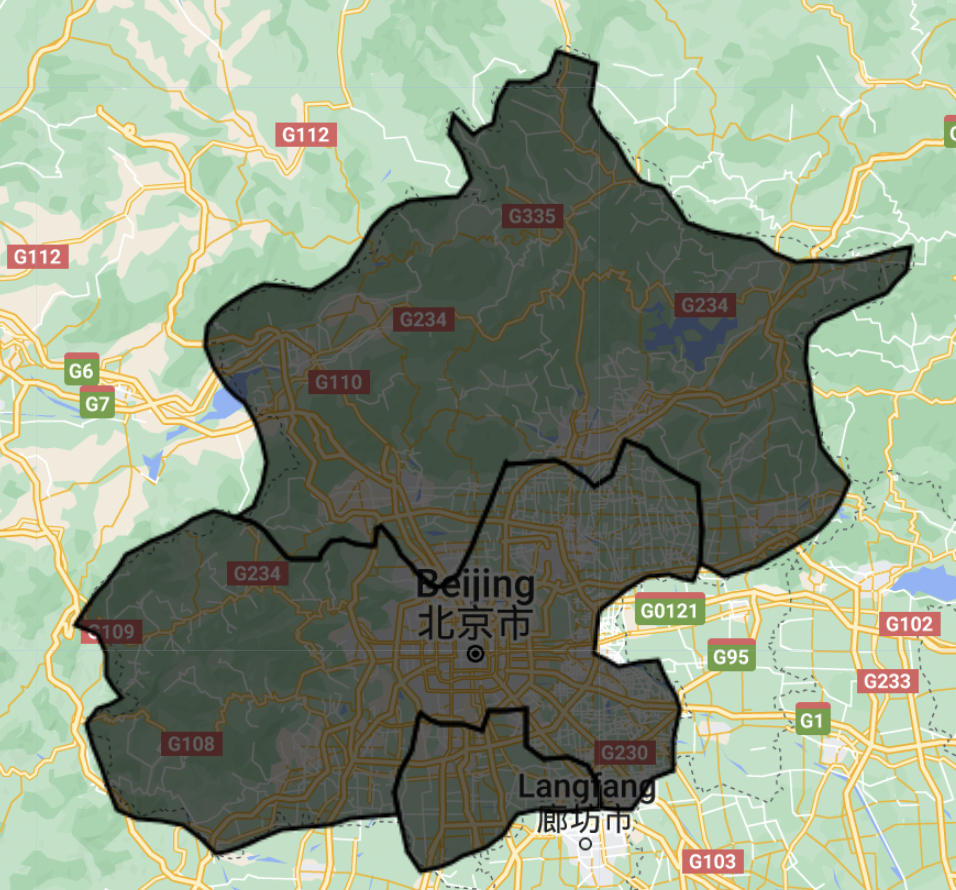 G112
G335
G112
G234
G234
G6
G110
G7
G234
Beijing
北京市
G0121
G109
G102
G95
G233
G108
G1
G230
Langfang
廊坊市
G103